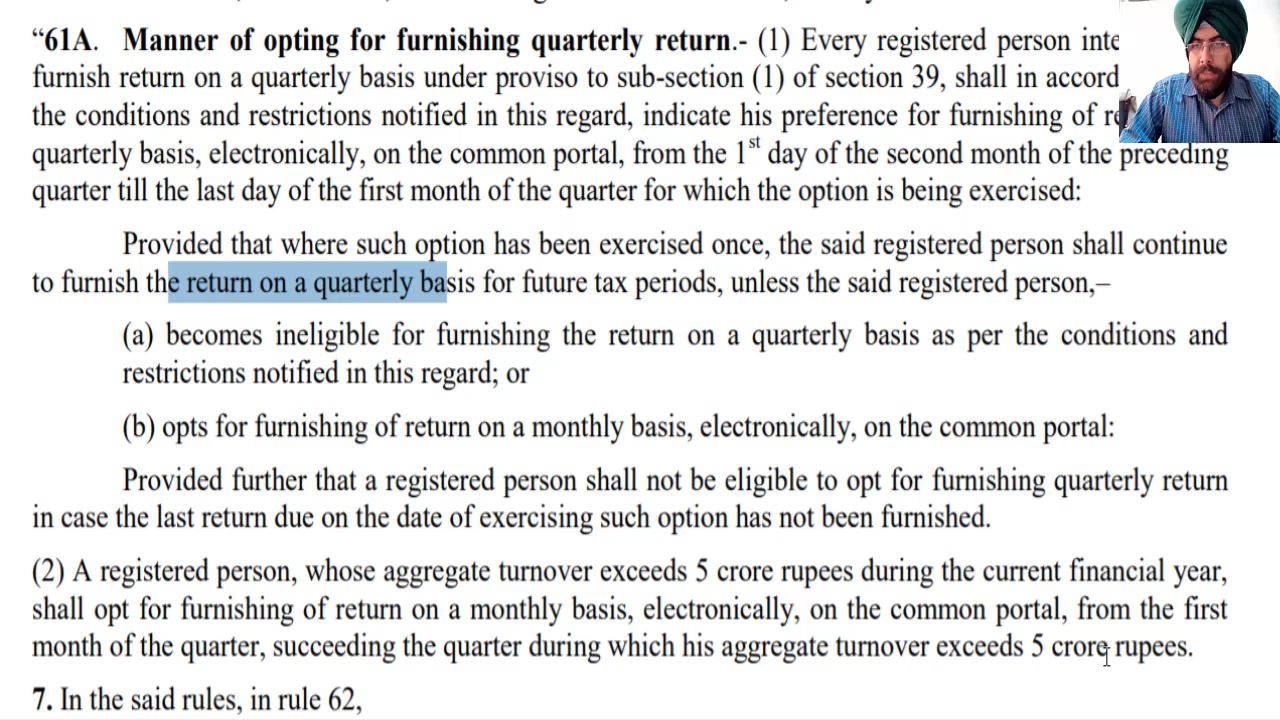 “61A. Manner of opting for furnishing quarterly return.- (1) Every registered person
furnish return on a quarterly basis under proviso to sub-section (1) of section 39, shall in
the conditions and restrictions notified in this regard, indicate his preference for furnishing of
quarterly basis, electronically, on the common portal, from the 1st day of the second month of the preceding
quarter till the last day of the first month of the quarter for which the option is being exercised:
Provided that where such option has been exercised once, the said registered person shall continue
to furnish the return on a quarterly basis for future tax periods, unless the said registered person,–
(a) becomes ineligible for furnishing the return on a quarterly basis as per the conditions and
restrictions notified in this regard; or
(b) opts for furnishing of return on a monthly basis, electronically, on the common portal:
Provided further that a registered person shall not be eligible to opt for furnishing quarterly return
in case the last return due on the date of exercising such option has not been furnished.
(2) A registered person, whose aggregate turnover exceeds 5 crore rupees during the current financial year,
shall opt for furnishing of return on a monthly basis, electronically, on the common portal, from the first
month of the quarter, succeeding the quarter during which his aggregate turnover exceeds 5 crore rupees.
7. In the said rules, in rule 62,